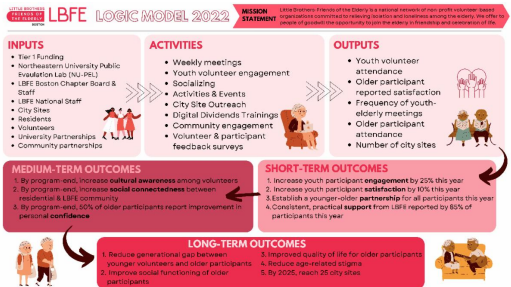 LITTLE BROTHERS
FRIENDS OF
THE ELDERLY
BOSTON
LBFE
LOGIC MODEL 2022
MISSION
STATEMENT
Little Brothers-Friends of the Elderly is a national network of non-profit volunteer-based
organizations committed to relieving isolation and loneliness among the elderly. We offer to
people of goodwill the opportunity to join the elderly in friendship and celebration of life.
INPUTS
• Tier 1 Funding
• Northeastern University Public
Evaulation Lab (NU-PEL)
• LBFE Boston Chapter Board &
Staff
• LBFE National Staff
• City Sites
• Residents
• Volunteers
• University Partnerships
• Community partnerships
ACTIVITIES
• Weekly meetings
• Youth volunteer engagement
• Socializing
• Activities & Events
• City Site Outreach
• Digital Dividends Trainings
• Community engagement
• Volunteer & participant
feedback surveys
OUTPUTS
• Youth volunteer
attendance
• Older participant
reported satisfaction
• Frequency of youth-
elderly meetings
• Older participant
attendance
• Number of city sites
MEDIUM-TERM OUTCOMES
1. By program-end, increase cultural awareness among volunteers
2. By program-end, increase social connectedness between
residential & LBFE community
3. By program-end, 50% of older participants report improvement in
personal confidence
SHORT-TERM OUTCOMES
1. Increase youth participant engagement by 25% this year
2. Increase youth participant satisfaction by 10% this year
3. Establish a younger-older partnership for all participants this year
4. Consistent, practical support from LBFE reported by 85% of
participants this year
LONG-TERM OUTCOMES
1. Reduce generational gap between
younger volunteers and older participants
2. Improve social functioning of older
participants
3. Improved quality of life for older participants
4. Reduce age-related stigma
5. By 2025, reach 25 city sites